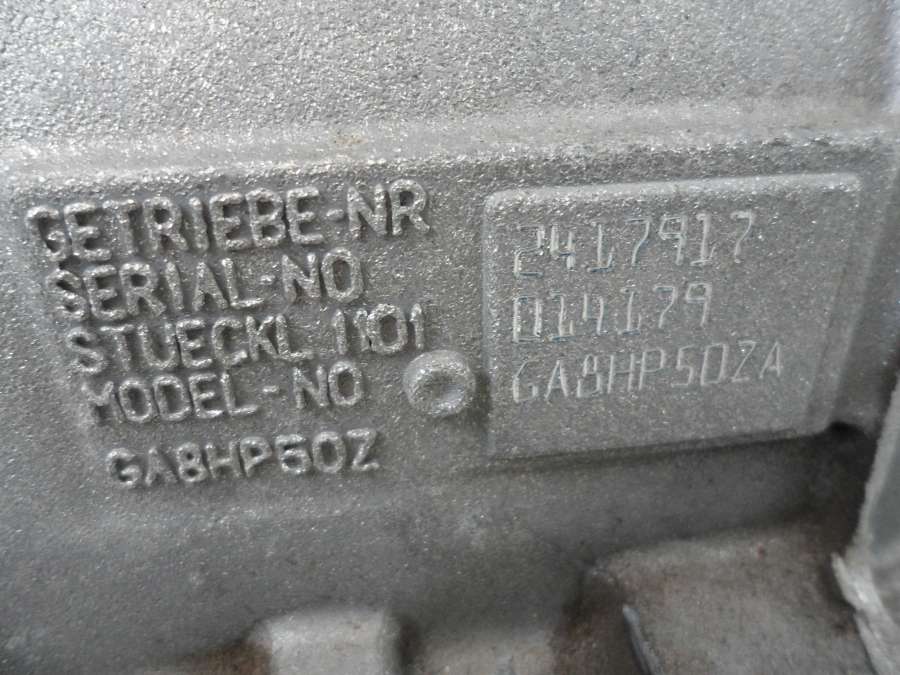 GETRIEBE-NR
SERIAL-NO
STUECKL 1101
MODEL-NO
GA8HP50Z
2417917
014179
GA8HP50ZA